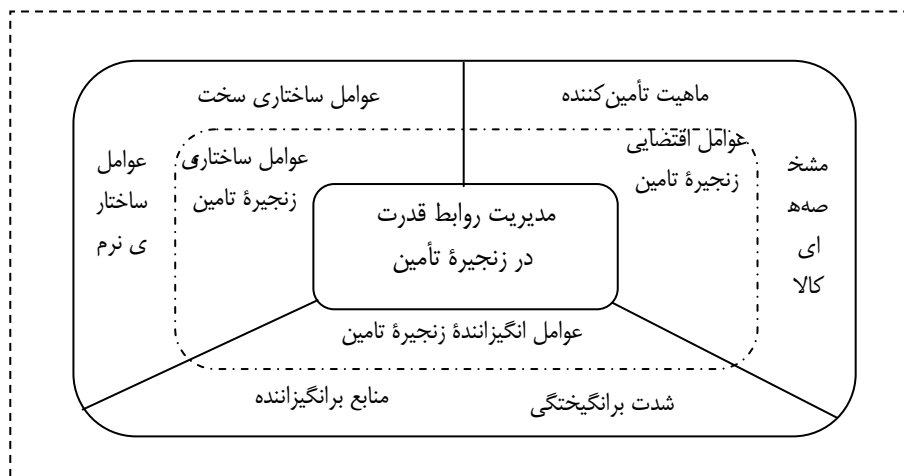 ماهیت تأمین‌کننده
عوامل ساختاری سخت
عوامل اقتضایی
زنجیرهٔ تامین
عوامل ساختاری
زنجیرهٔ تامین
مشخ
صه‌ه
ای
کالا
عوامل
ساختار
ی نرم
مدیریت روابط قدرت
در زنجیرهٔ تأمین
عوامل انگیزانندهٔ زنجیرهٔ تامین
شدت برانگیختگی
منابع برانگیزاننده